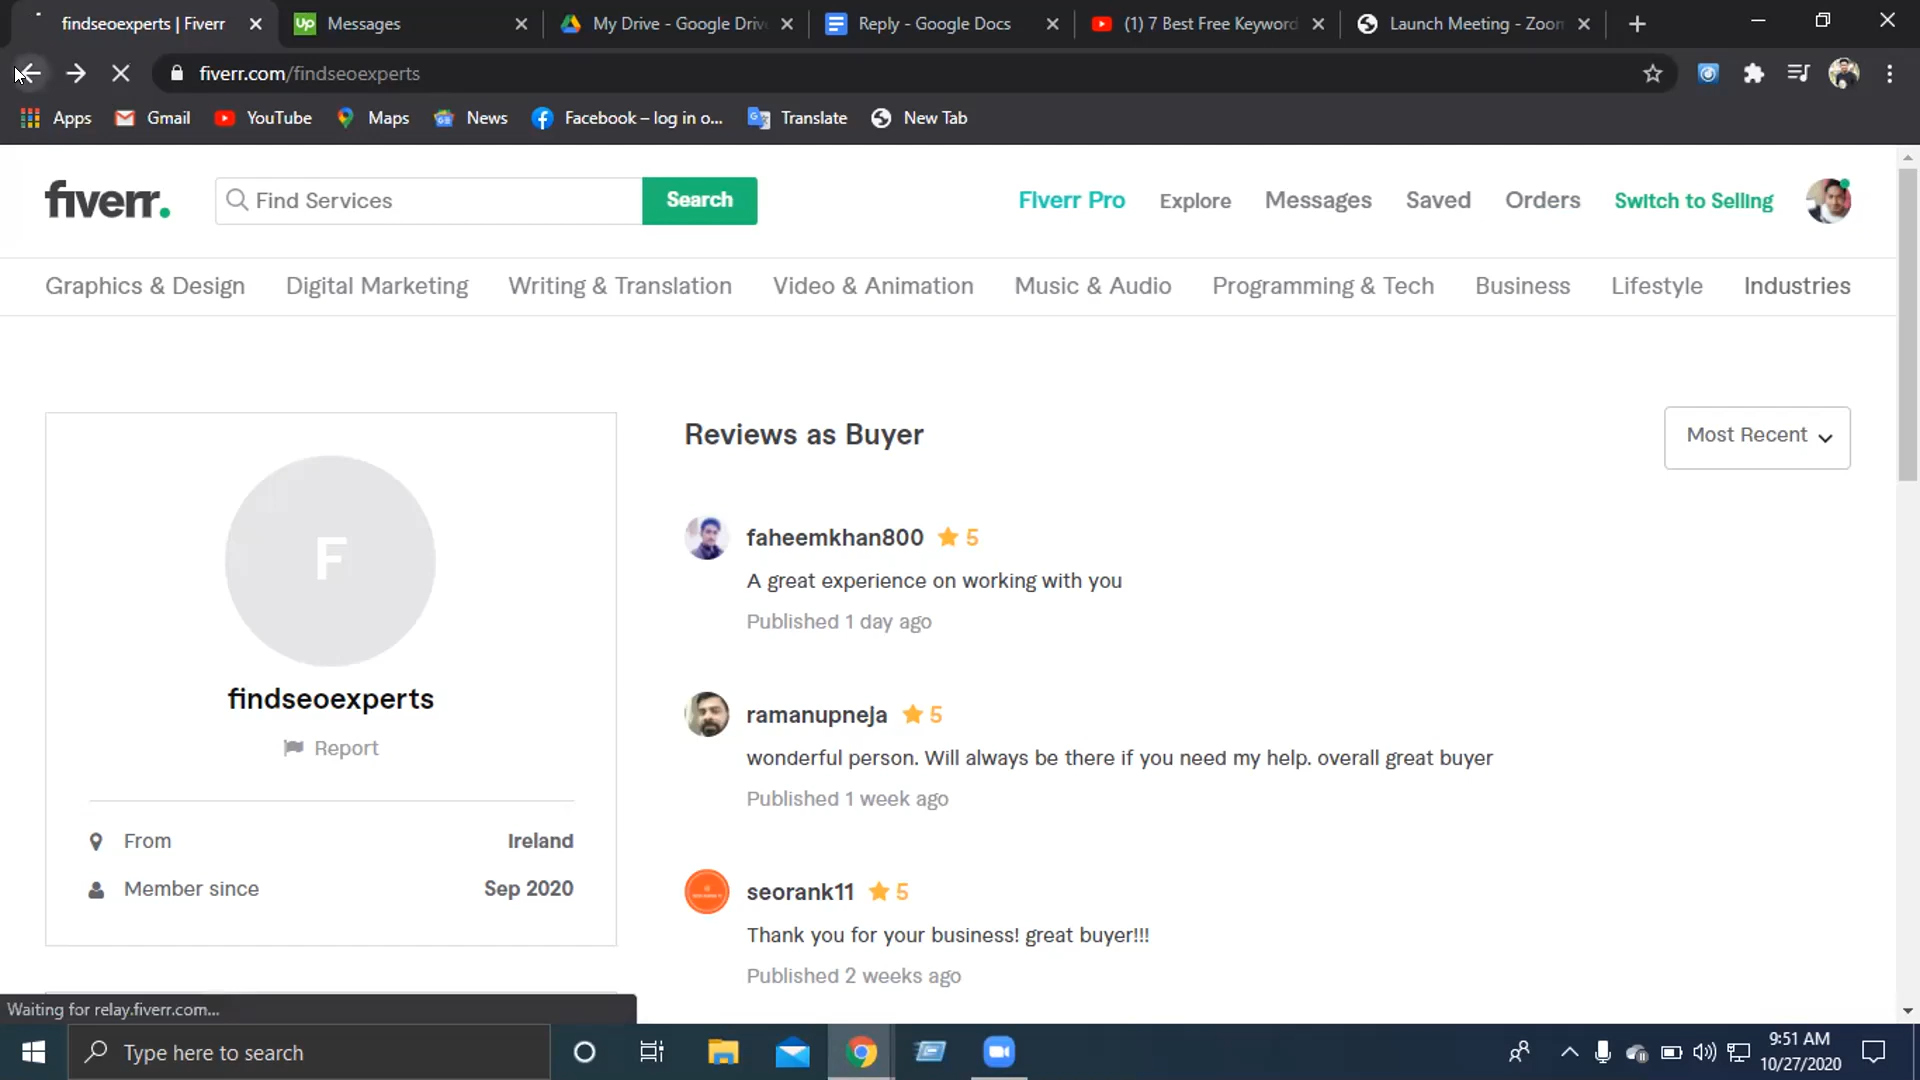 findseoexperts | Fiverr
Messages
My Drive - Google Driv
Reply - Google Docs
(1) 7 Best Free Keyword
Launch Meeting - Zoom
fiverr.com/findseoexperts
Apps
Gmail
YouTube
Maps
News
Facebook – log in o...
Translate
New Tab
fiverr.
Find Services
Search
Fiverr Pro
Explore
Messages
Saved
Orders
Switch to Selling
Graphics & Design
Digital Marketing
Writing & Translation
Video & Animation
Music & Audio
Programming & Tech
Business
Lifestyle
Industries
F
findseoexperts
Report
From Ireland
Member since Sep 2020
Reviews as Buyer
Most Recent
faheemkhan800 5
A great experience on working with you
Published 1 day ago
ramanupneja 5
wonderful person. Will always be there if you need my help. overall great buyer
Published 1 week ago
seorank11 5
Thank you for your business! great buyer!!!
Published 2 weeks ago
Waiting for relay.fiverr.com...
Type here to search
9:51 AM
10/27/2020